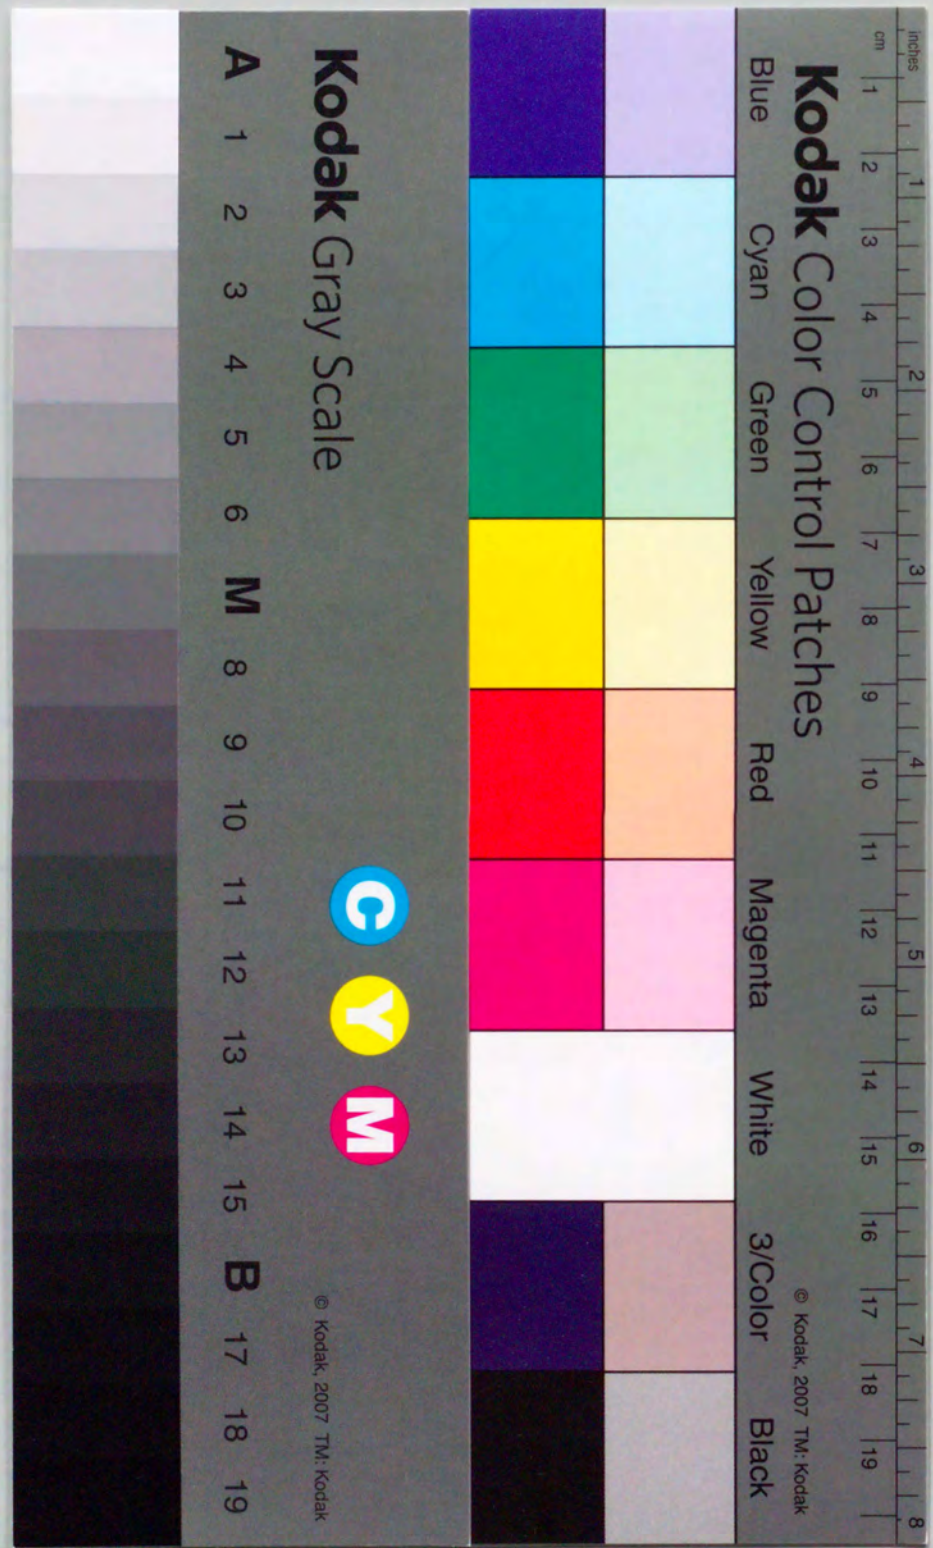 inches 1 2 3 4 5 6 7 8
cm 1 2 3 4 5 6 7 8 9 10 11 12 13 14 15 16 17 18 19
Kodak Color Control Patches
© Kodak, 2007 TM: Kodak
Blue Cyan Green Yellow Red Magenta White 3/Color Black
Kodak Gray Scale
C Y M
© Kodak, 2007 TM: Kodak
A 1 2 3 4 5 6 M 8 9 10 11 12 13 14 15 B 17 18 19